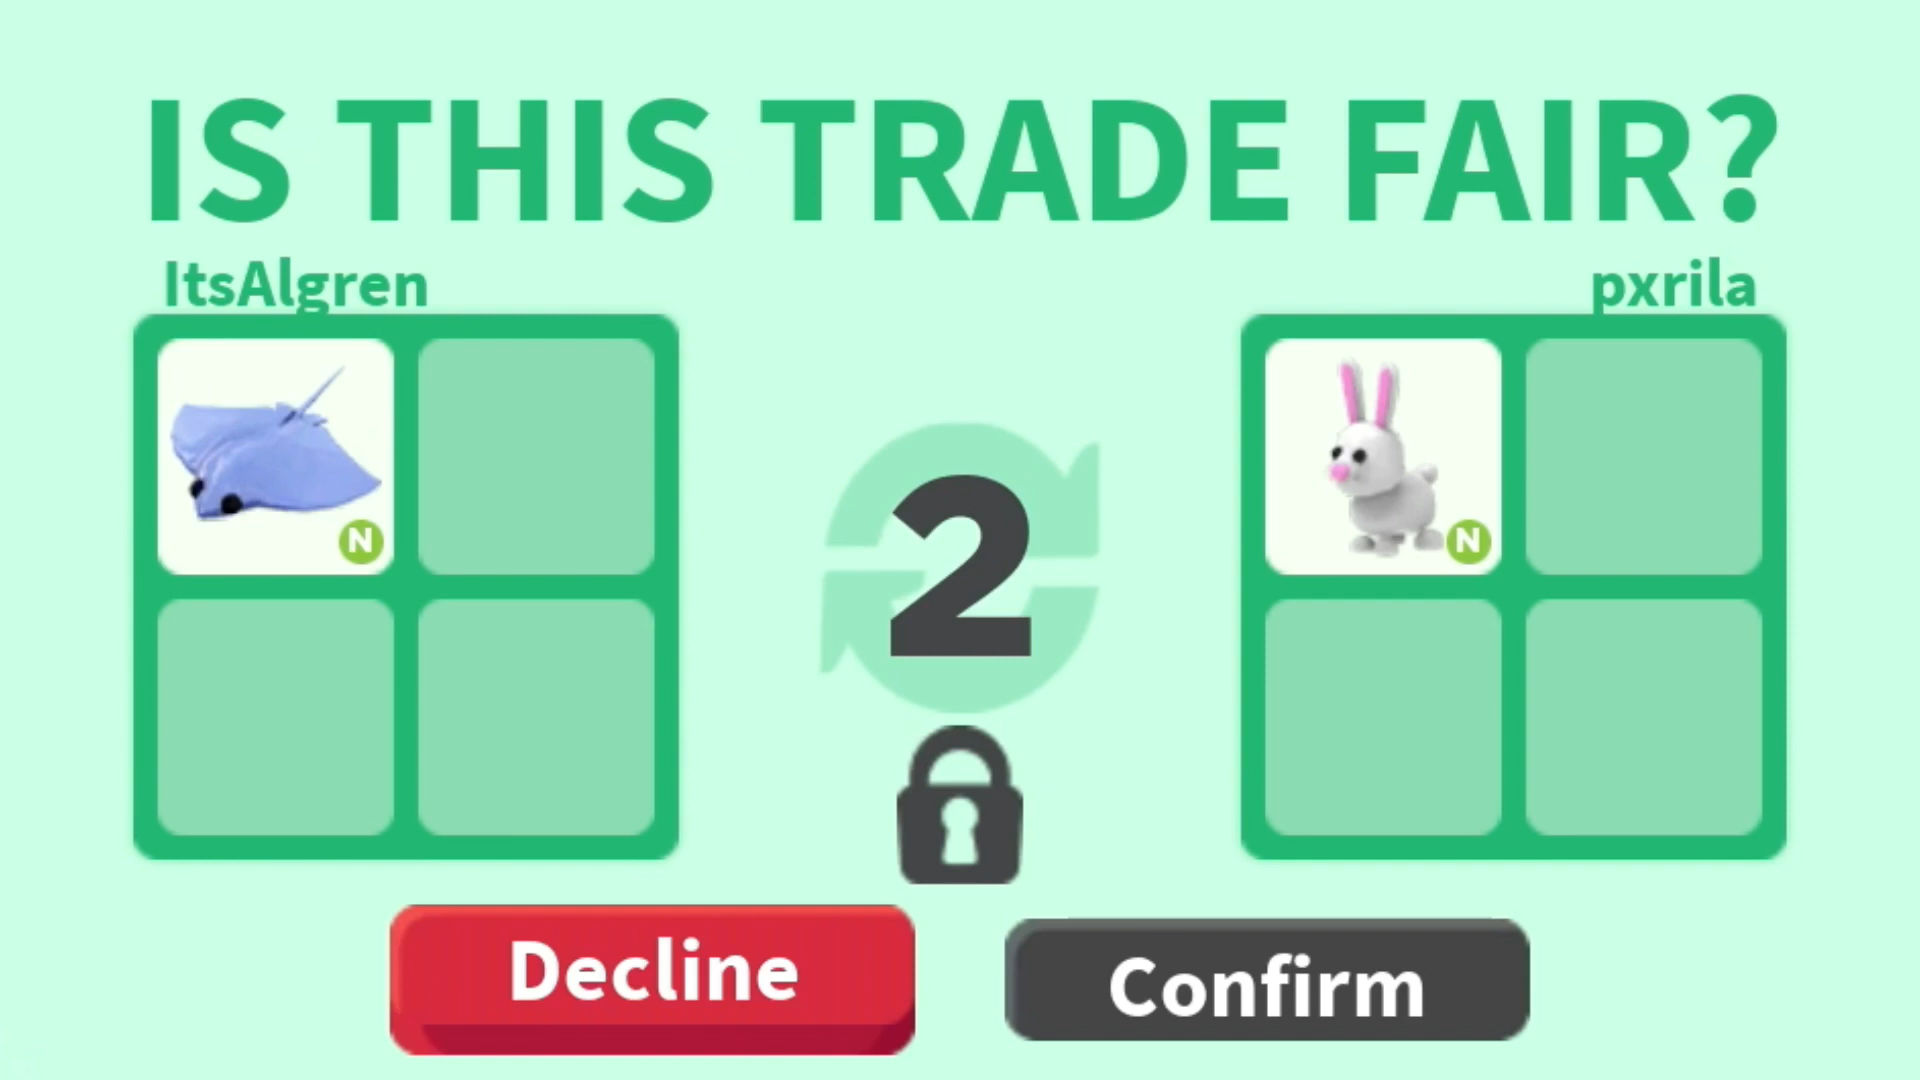 IS THIS TRADE FAIR?
ItsAlgren
pxrila
N
N
2
Decline
Confirm